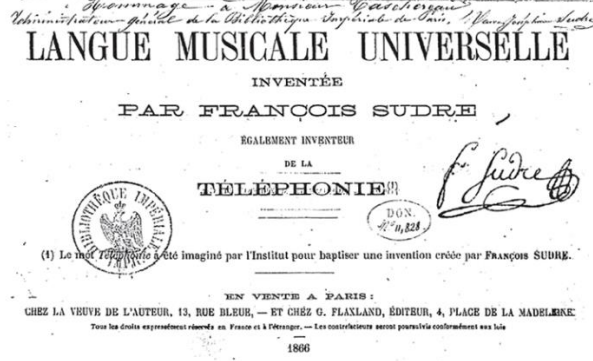 Hommage à Monsieur Taschereau
Administrateur général de la Bibliothèque Impériale de Paris, Veuve Joséphine Sudre
LANGUE MUSICALE UNIVERSELLE
INVENTÉE
PAR FRANÇOIS SUDRE
ÉGALEMENT INVENTEUR
DE LA
TÉLÉPHONIE(1)
F. Sudre
BIBLIOTHÈQUE IMPÉRIALE
IMPR.
DON.
Nº 11,828.
(1) Le mot Téléphonie a été imaginé par l'Institut pour baptiser une invention créée par FRANÇOIS SUDRE.
EN VENTE A PARIS :
CHEZ LA VEUVE DE L'AUTEUR, 13, RUE BLEUE, — ET CHEZ G. FLAXLAND, ÉDITEUR, 4, PLACE DE LA MADELEINE.
Tous les droits expressément réservés en France et à l'étranger. — Les contrefacteurs seront poursuivis conformément aux lois
1866